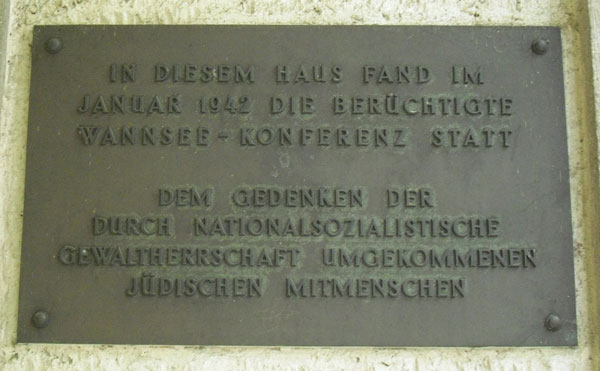 IN DIESEM HAUS FAND IM
JANUAR 1942 DIE BERÜCHTIGTE
WANNSEE-KONFERENZ STATT
DEM GEDENKEN DER
DURCH NATIONALSOZIALISTISCHE
GEWALTHERRSCHAFT UMGEKOMMENEN
JÜDISCHEN MITMENSCHEN